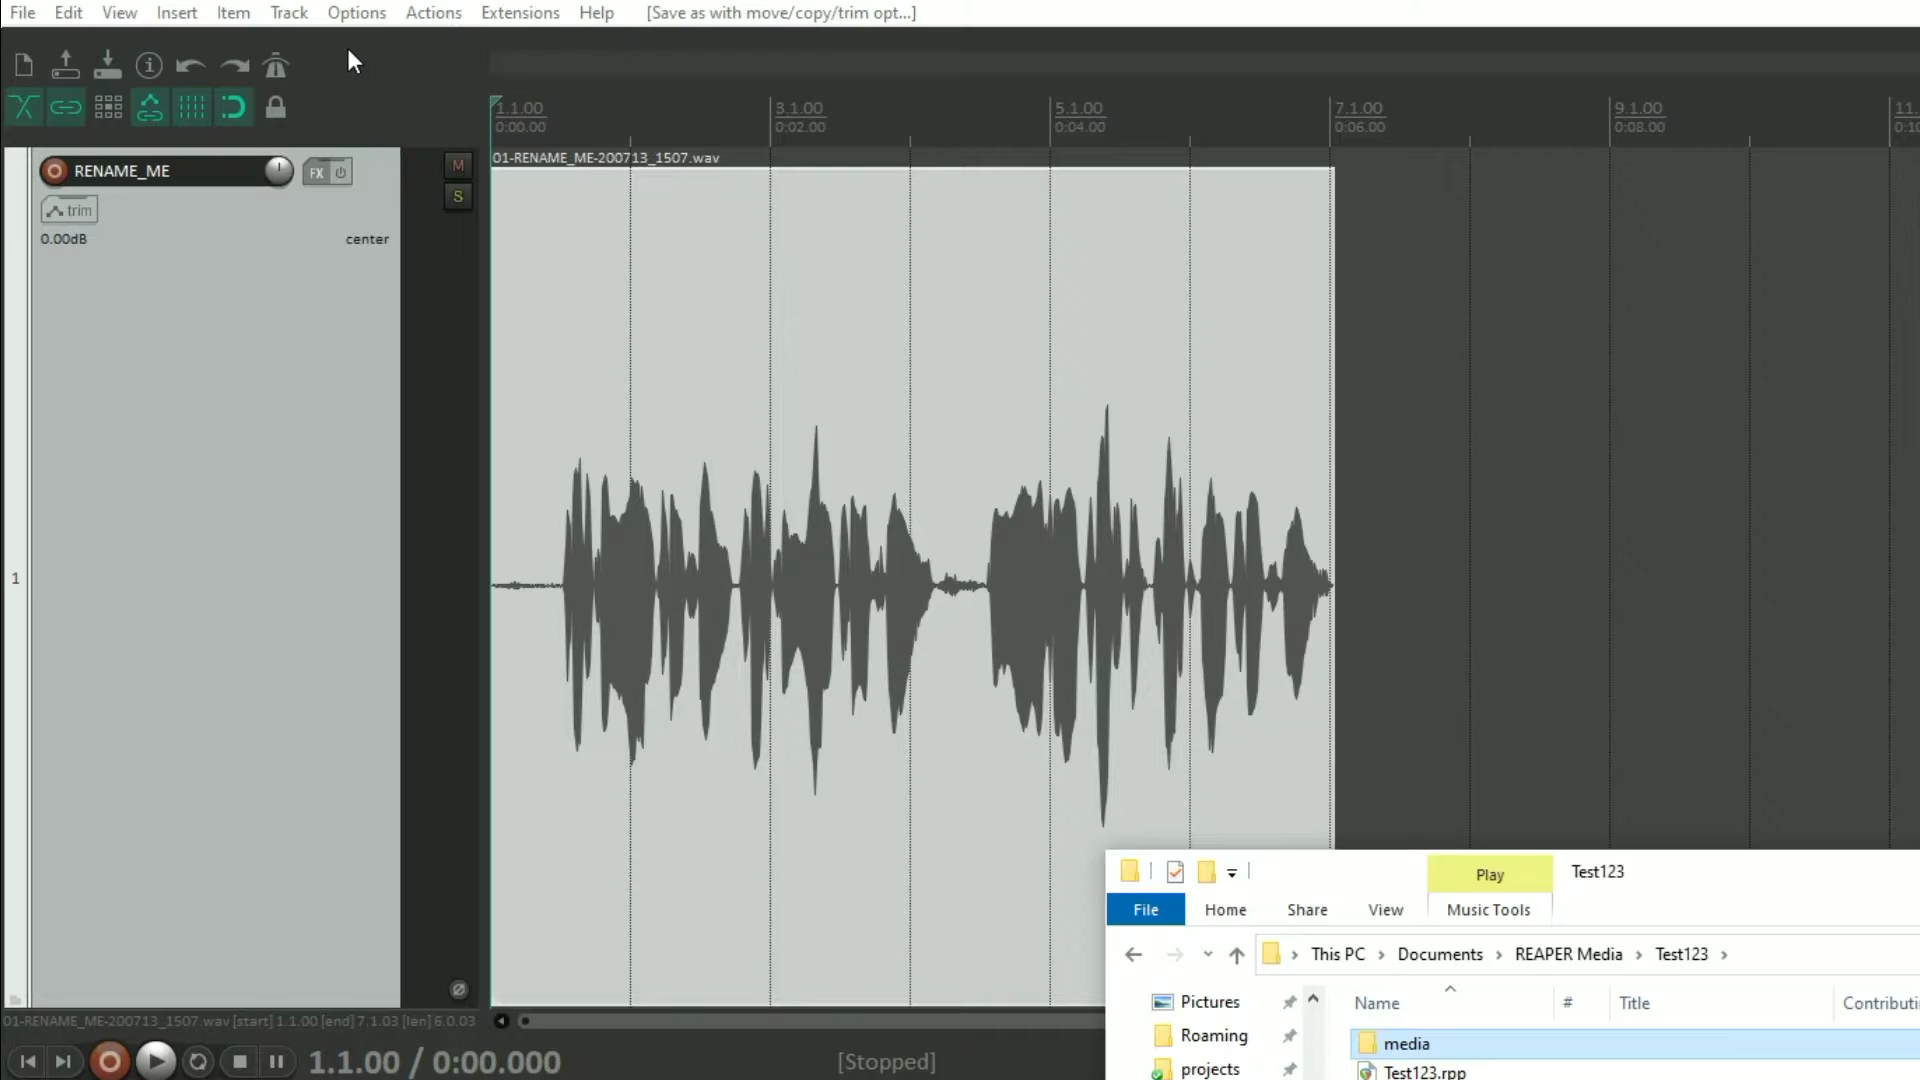 File Edit View Insert Item Track Options Actions Extensions Help [Save as with move/copy/trim opt...]
1.1.00 3.1.00 5.1.00 7.1.00 9.1.00 11.
0:00.00 0:02.00 0:04.00 0:06.00 0:08.00 0:10
01-RENAME_ME-200713_1507.wav
RENAME_ME FX M
S
trim
0.00dB center
1
Play Test123
File Home Share View Music Tools
This PC > Documents > REAPER Media > Test123 >
Pictures Name # Title Contributi
Roaming
01-RENAME_ME-200713_1507.wav [start] 1.1.00 [end] 7.1.03 [len] 6.0.03
media
1.1.00 / 0:00.000 [Stopped]
projects Test123.rpp